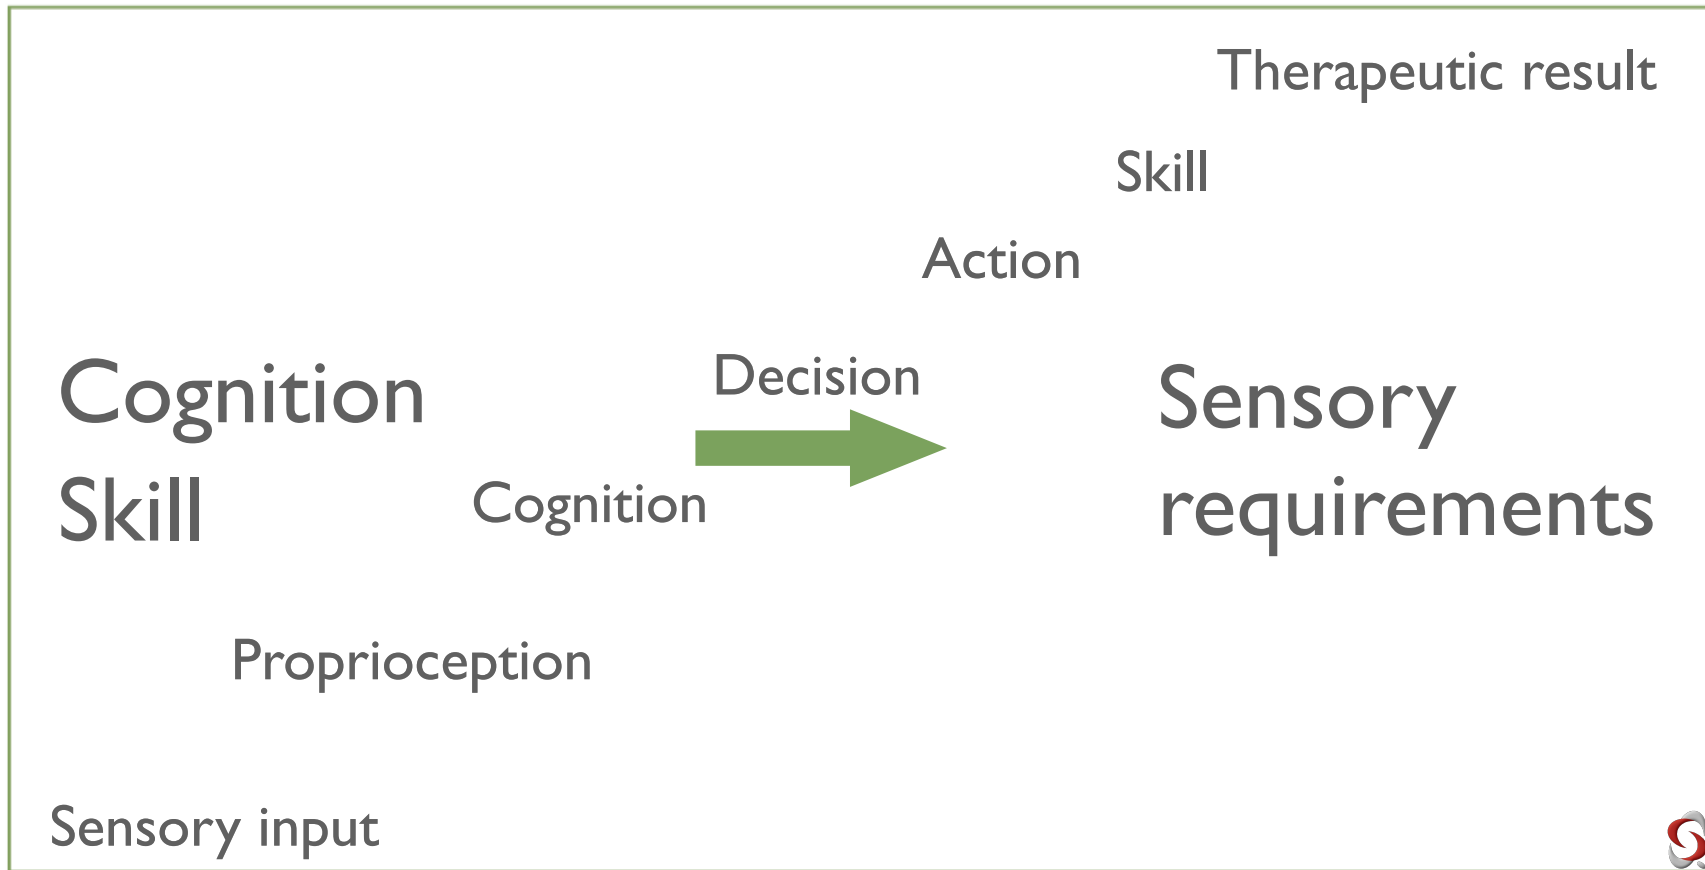 Therapeutic result
Skill
Action
Decision
Cognition
Skill
Sensory
requirements
Cognition
Proprioception
Sensory input